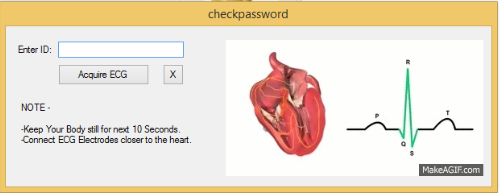 checkpassword
Enter ID:
Acquire ECG X
NOTE -
-Keep Your Body still for next 10 Seconds.
-Connect ECG Electrodes closer to the heart.
R
P
T
Q
S
MakeAGIF.com